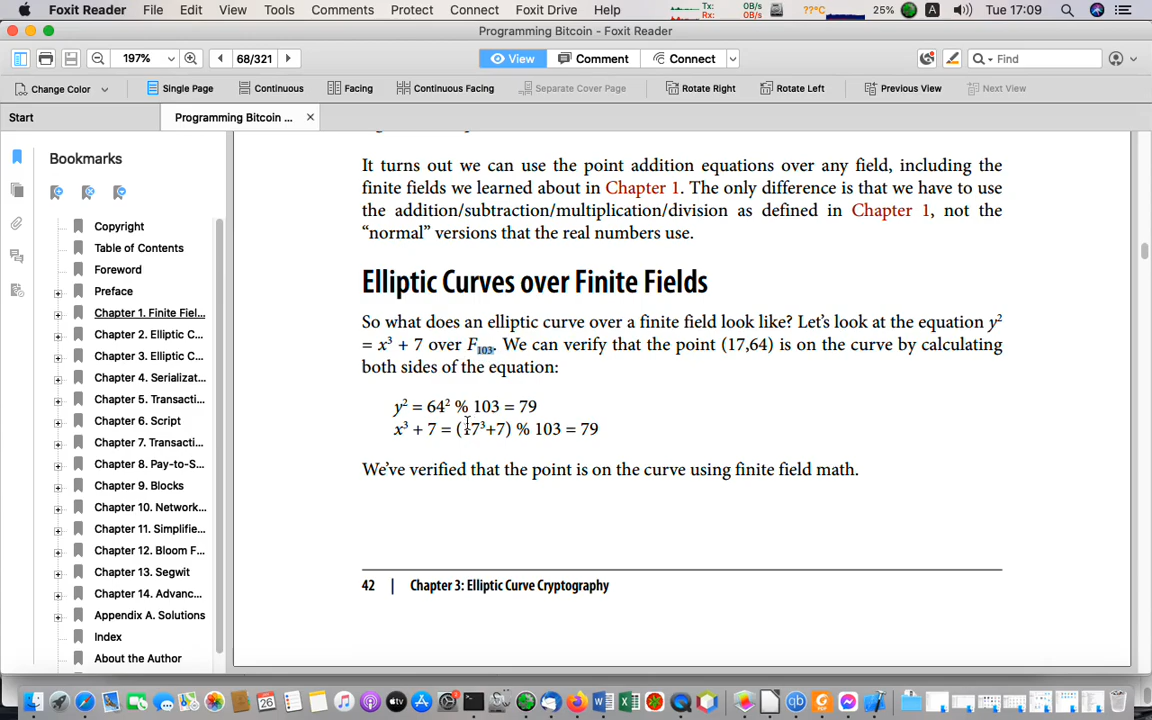 Foxit Reader File Edit View Tools Comments Protect Connect Foxit Drive Help Tx: Rx: 0B/s 0B/s ??°C 25% A Tue 17:09
Programming Bitcoin - Foxit Reader
197% 68/321 View Comment Connect Find
Change Color Single Page Continuous Facing Continuous Facing Separate Cover Page Rotate Right Rotate Left Previous View Next View
Start Programming Bitcoin ...
Bookmarks
Copyright
Table of Contents
Foreword
Preface
Chapter 1. Finite Fiel...
Chapter 2. Elliptic C...
Chapter 3. Elliptic C...
Chapter 4. Serializat...
Chapter 5. Transacti...
Chapter 6. Script
Chapter 7. Transacti...
Chapter 8. Pay-to-S...
Chapter 9. Blocks
Chapter 10. Network...
Chapter 11. Simplifie...
Chapter 12. Bloom F...
Chapter 13. Segwit
Chapter 14. Advanc...
Appendix A. Solutions
Index
About the Author
It turns out we can use the point addition equations over any field, including the
finite fields we learned about in Chapter 1. The only difference is that we have to use
the addition/subtraction/multiplication/division as defined in Chapter 1, not the
“normal” versions that the real numbers use.
Elliptic Curves over Finite Fields
So what does an elliptic curve over a finite field look like? Let’s look at the equation y²
= x³ + 7 over F₁₀₃. We can verify that the point (17,64) is on the curve by calculating
both sides of the equation:
y² = 64² % 103 = 79
x³ + 7 = (17³+7) % 103 = 79
We’ve verified that the point is on the curve using finite field math.
42 | Chapter 3: Elliptic Curve Cryptography